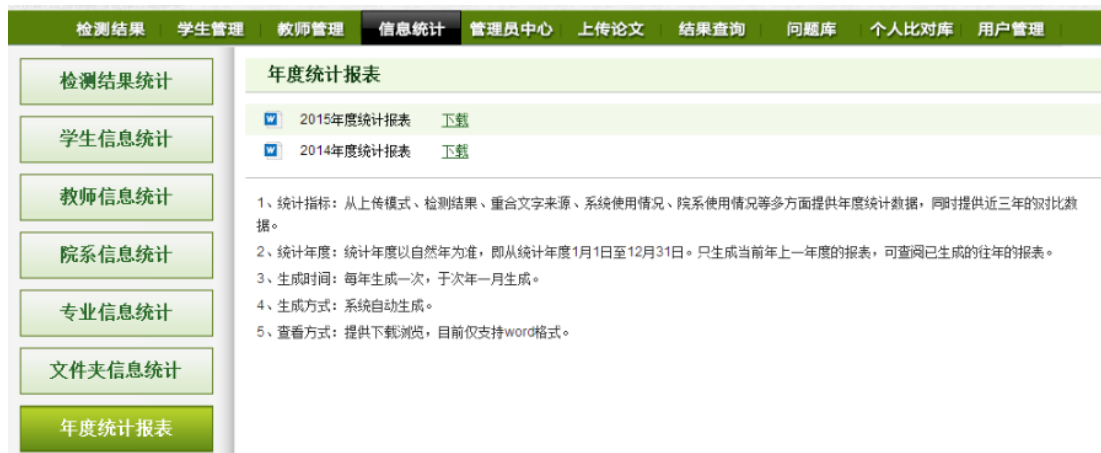 检测结果 学生管理 教师管理 信息统计 管理员中心 上传论文 结果查询 问题库 个人比对库 用户管理
检测结果统计
学生信息统计
教师信息统计
院系信息统计
专业信息统计
文件夹信息统计
年度统计报表
年度统计报表
2015年度统计报表 下载
2014年度统计报表 下载
1、统计指标：从上传模式、检测结果、重合文字来源、系统使用情况、院系使用情况等多方面提供年度统计数据，同时提供近三年的对比数
据。
2、统计年度：统计年度以自然年为准，即从统计年度1月1日至12月31日。只生成当前年上一年度的报表，可查阅已生成的往年的报表。
3、生成时间：每年生成一次，于次年一月生成。
4、生成方式：系统自动生成。
5、查看方式：提供下载浏览，目前仅支持word格式。